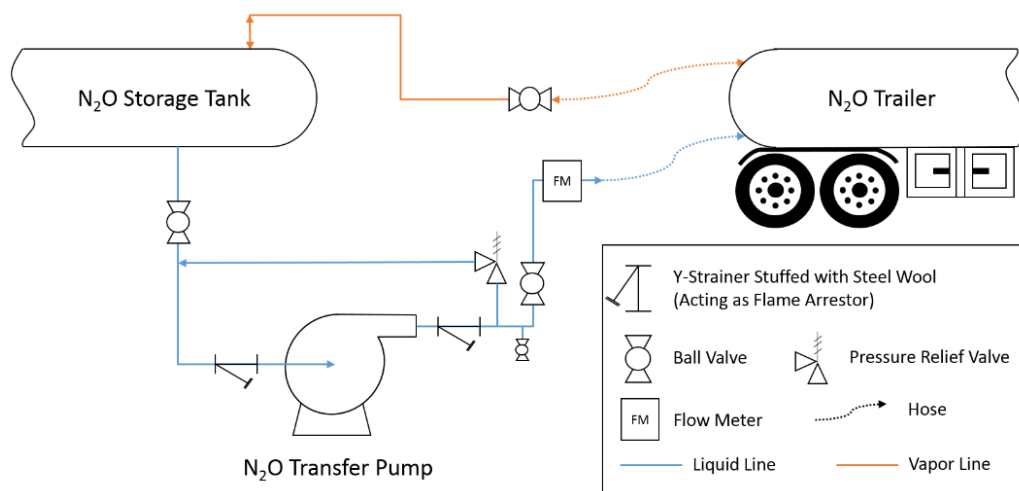 N₂O Storage Tank
N₂O Trailer
FM
Y-Strainer Stuffed with Steel Wool
(Acting as Flame Arrestor)
Ball Valve
Pressure Relief Valve
FM
Flow Meter
Hose
Liquid Line
Vapor Line
N₂O Transfer Pump